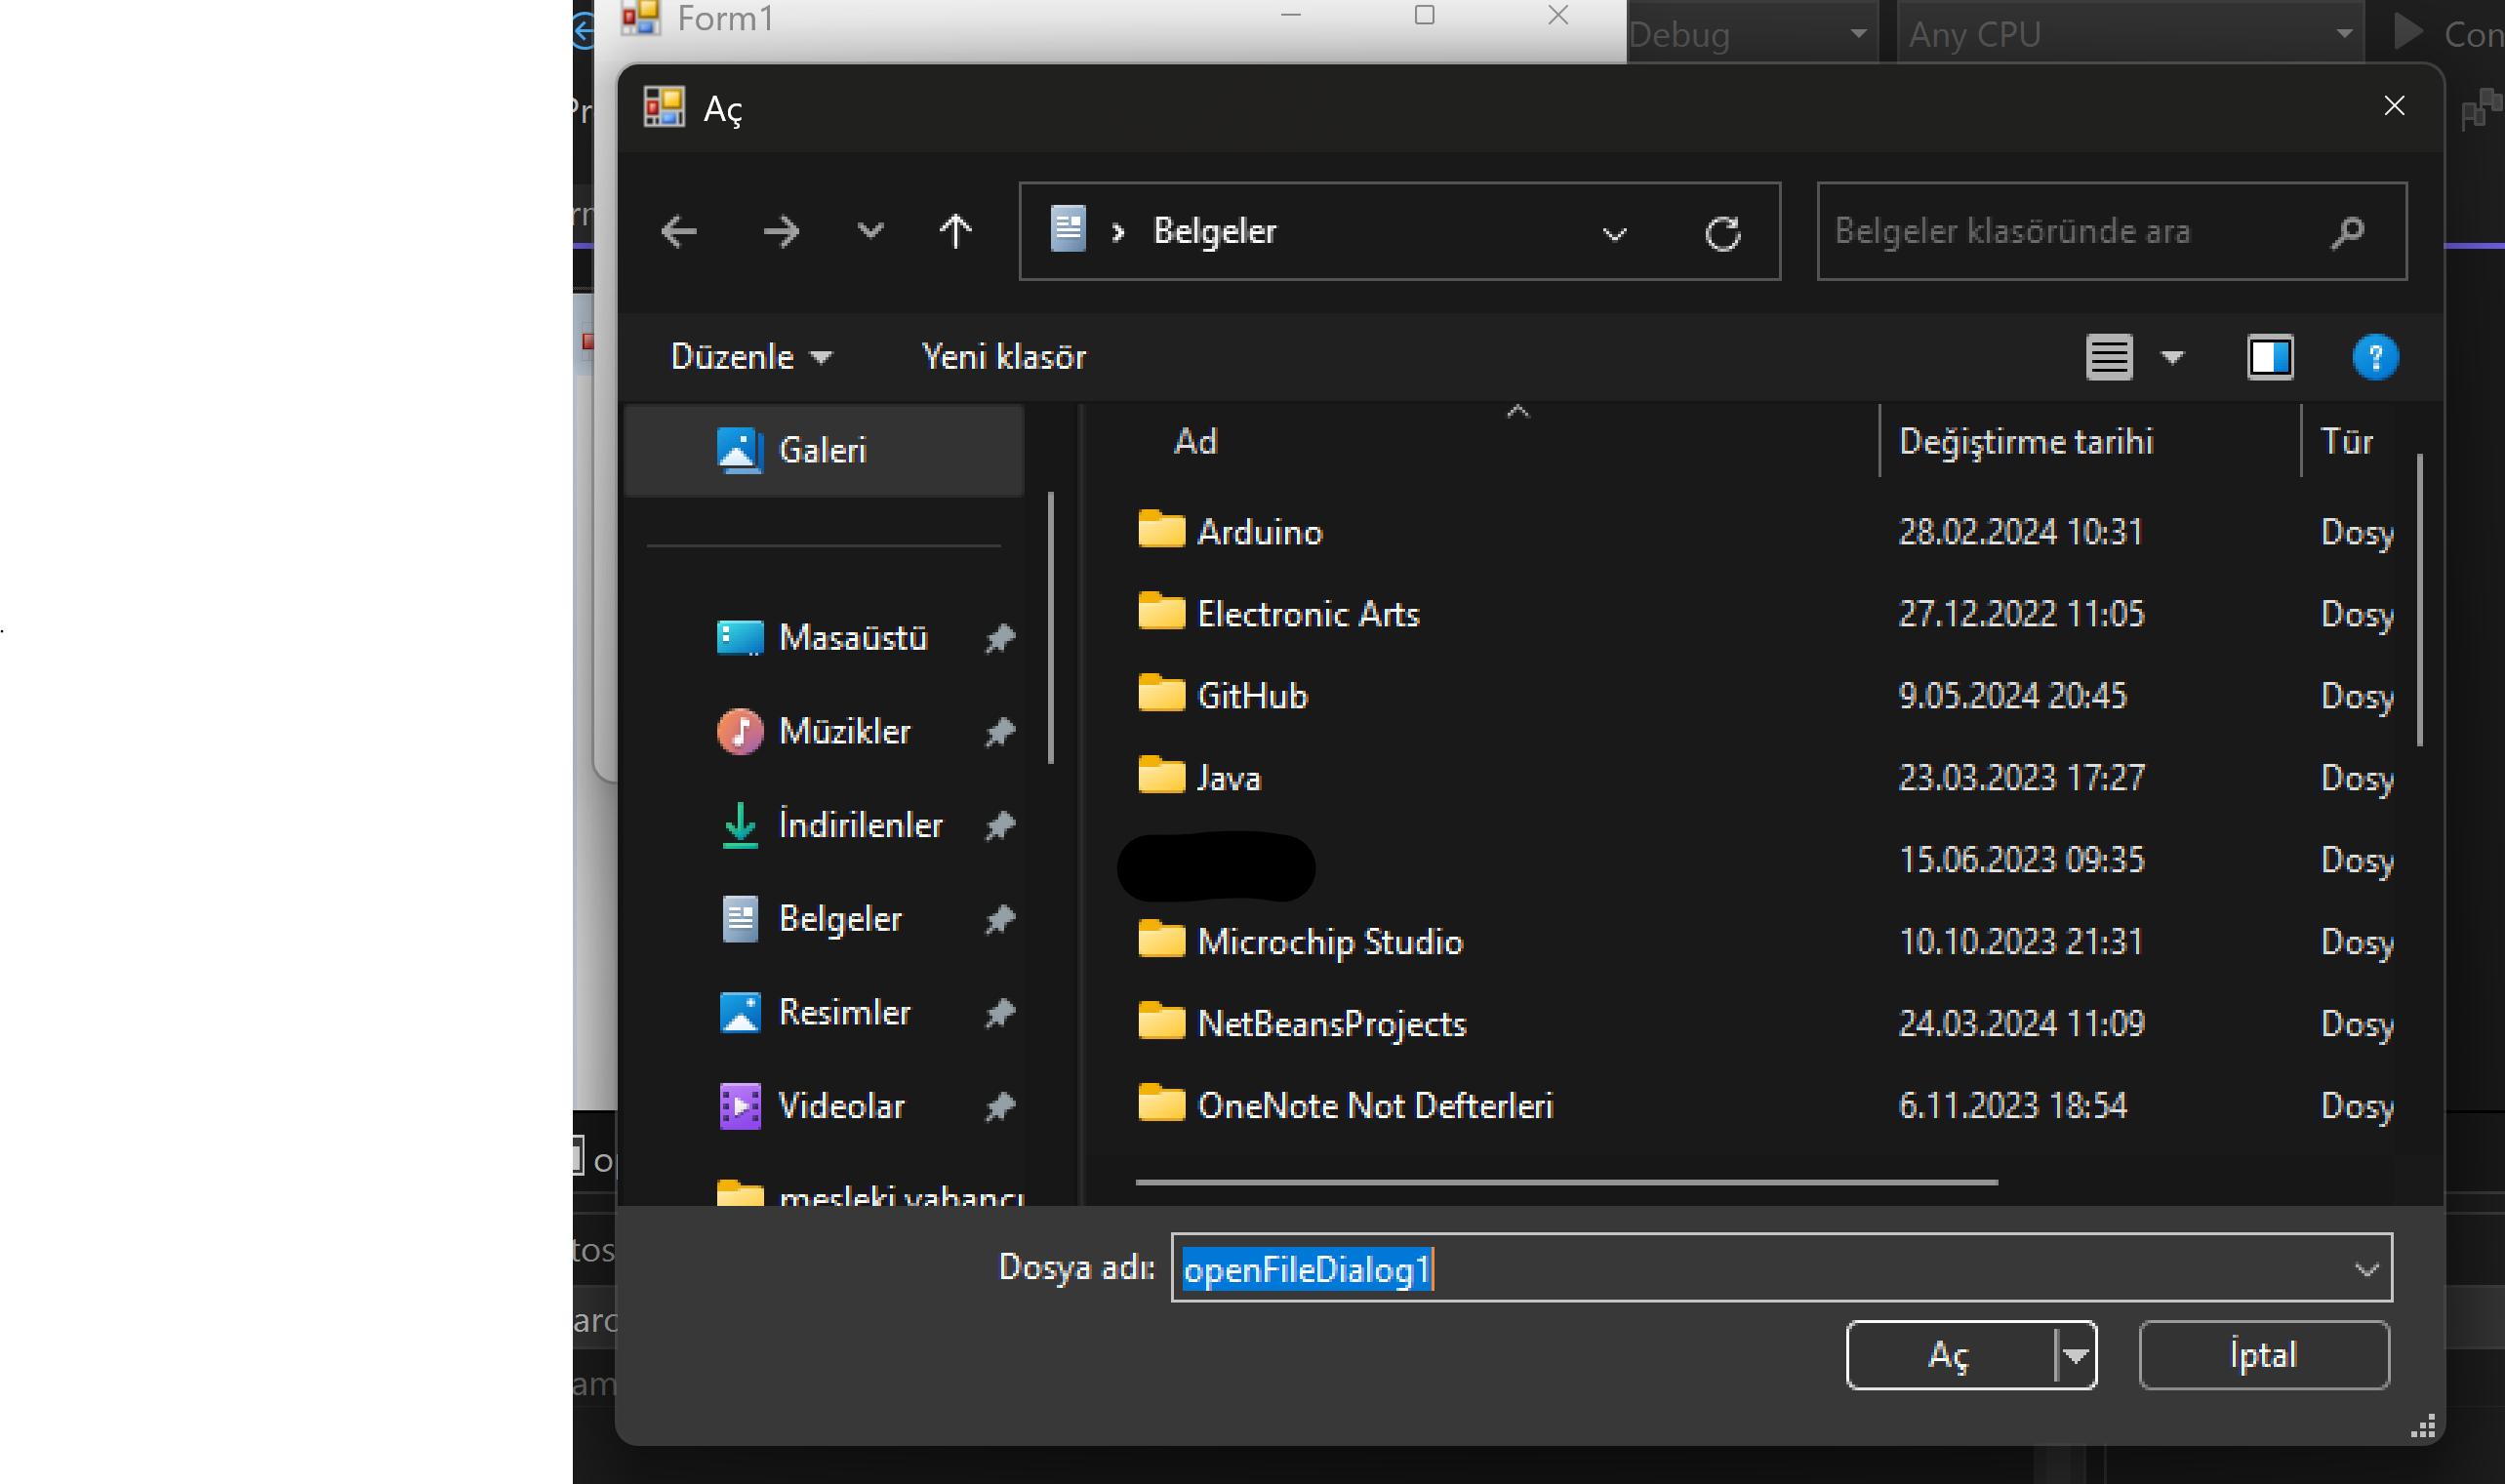 Form1
Debug
Any CPU
Aç
Belgeler
Belgeler klasöründe ara
Düzenle
Yeni klasör
Galeri
Masaüstü
Müzikler
İndirilenler
Belgeler
Resimler
Videolar
mesleki yabancı
Ad
Değiştirme tarihi
Tür
Arduino
28.02.2024 10:31
Dosy
Electronic Arts
27.12.2022 11:05
Dosy
GitHub
9.05.2024 20:45
Dosy
Java
23.03.2023 17:27
Dosy
15.06.2023 09:35
Dosy
Microchip Studio
10.10.2023 21:31
Dosy
NetBeansProjects
24.03.2024 11:09
Dosy
OneNote Not Defterleri
6.11.2023 18:54
Dosy
Dosya adı:
openFileDialog1
Aç
İptal